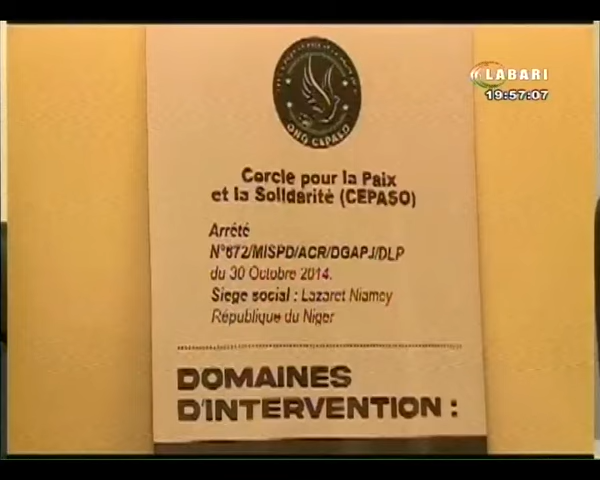 LABARI
19:57:07
ONG CEPASO
Cercle pour la Paix
et la Solidarité (CEPASO)
Arrêté
N°672/MISPD/ACR/DGAPJ/DLP
du 30 Octobre 2014.
Siege social : Lazaret Niamey
République du Niger
DOMAINES
D'INTERVENTION :